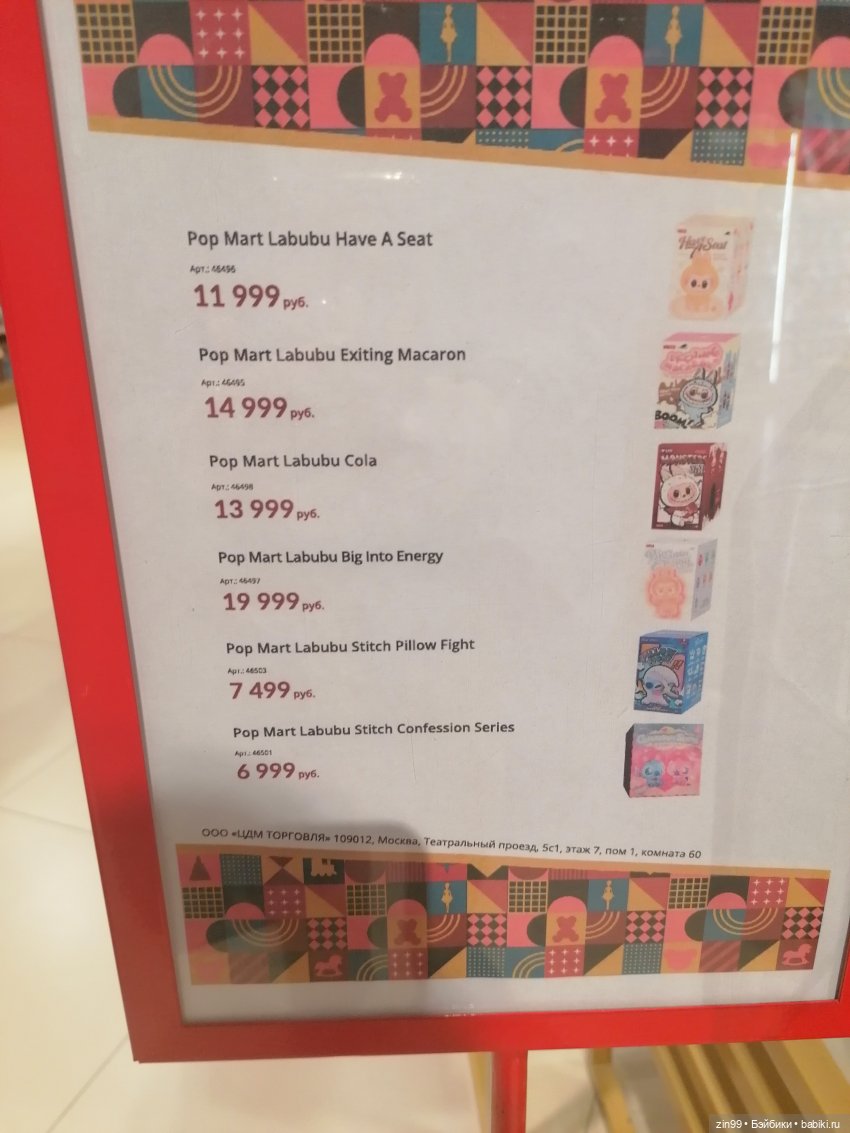 Pop Mart Labubu Have A Seat
Арт.: 46496
11 999 руб.
Pop Mart Labubu Exiting Macaron
Арт.: 46495
14 999 руб.
Pop Mart Labubu Cola
Арт.: 46498
13 999 руб.
Pop Mart Labubu Big Into Energy
Арт.: 46497
19 999 руб.
Pop Mart Labubu Stitch Pillow Fight
Арт.: 46503
7 499 руб.
Pop Mart Labubu Stitch Confession Series
Арт.: 46501
6 999 руб.
ООО «ЦДМ ТОРГОВЛЯ» 109012, Москва, Театральный проезд, 5с1, этаж 7, пом 1, комната 60
Have
A Seat
BOOM!
MONSTERS
zin99 • Бэйбики • babiki.ru